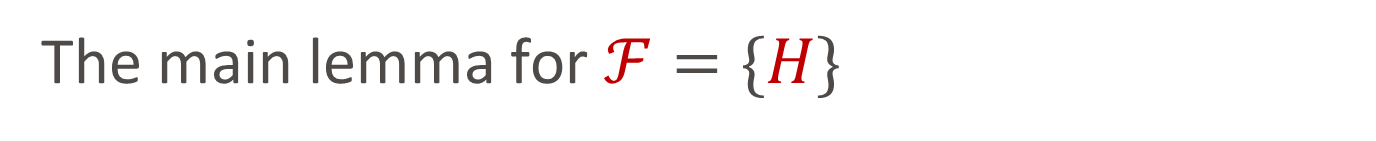 The main lemma for ℱ = {𝐻}